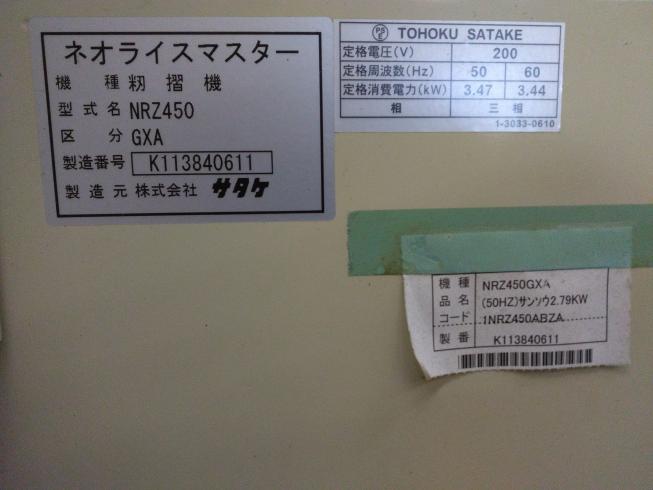 ネオライスマスター
機 種 籾 摺 機
型 式 名 NRZ450
区 分 GXA
製造番号 K113840611
製 造 元 株式会社 サタケ
PS E TOHOKU SATAKE
定格電圧(V) 200
定格周波数(Hz) 50 60
定格消費電力(kW) 3.47 3.44
相 三 相
1-3033-0610
機 種 NRZ450GXA
品 名 (50HZ)サンソウ2.79KW
コード 1NRZ450ABZA
製 番 K113840611